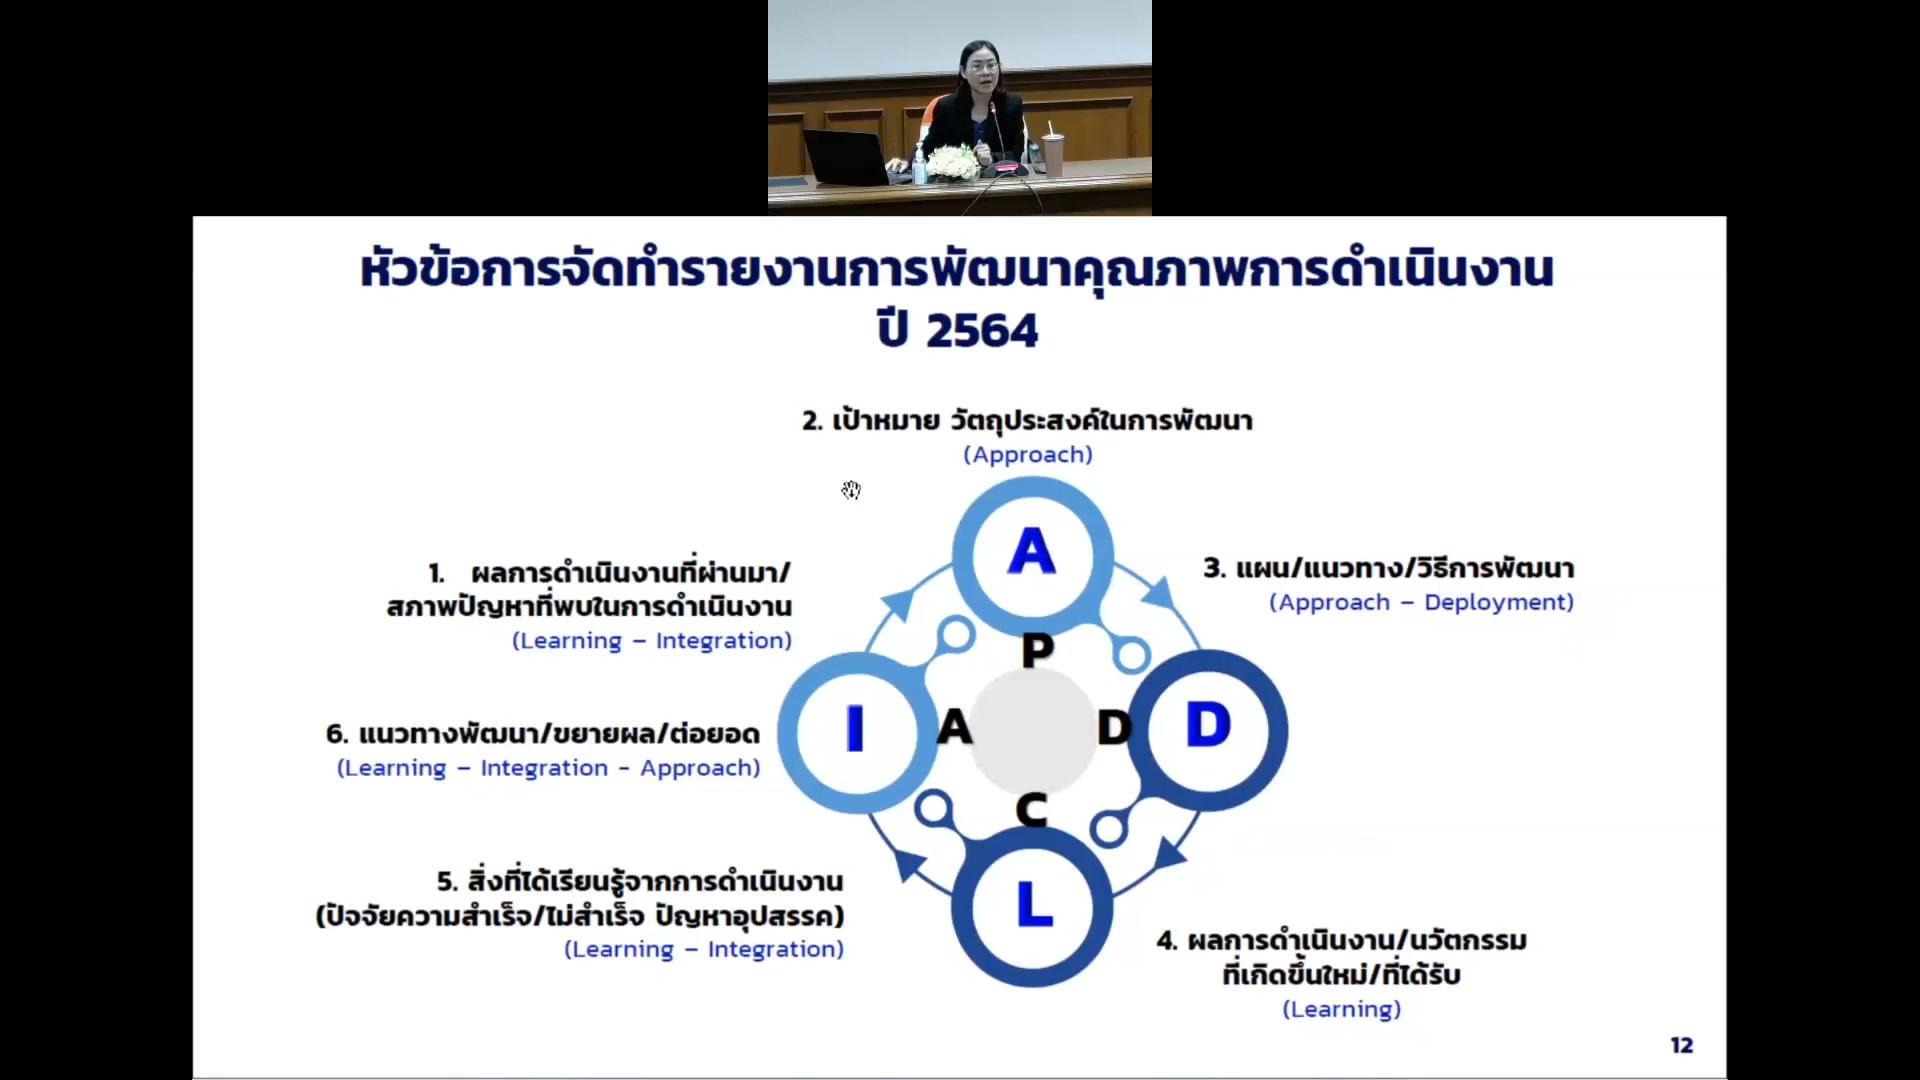 หัวข้อการจัดทำรายงานการพัฒนาคุณภาพการดำเนินงาน
ปี 2564
2. เป้าหมาย วัตถุประสงค์ในการพัฒนา
(Approach)
A
1. ผลการดำเนินงานที่ผ่านมา/
สภาพปัญหาที่พบในการดำเนินงาน
(Learning – Integration)
3. แผน/แนวทาง/วิธีการพัฒนา
(Approach – Deployment)
P
6. แนวทางพัฒนา/ขยายผล/ต่อยอด
(Learning – Integration - Approach)
I
A
D
D
C
5. สิ่งที่ได้เรียนรู้จากการดำเนินงาน
(ปัจจัยความสำเร็จ/ไม่สำเร็จ ปัญหาอุปสรรค)
(Learning – Integration)
L
4. ผลการดำเนินงาน/นวัตกรรม
ที่เกิดขึ้นใหม่/ที่ได้รับ
(Learning)
12